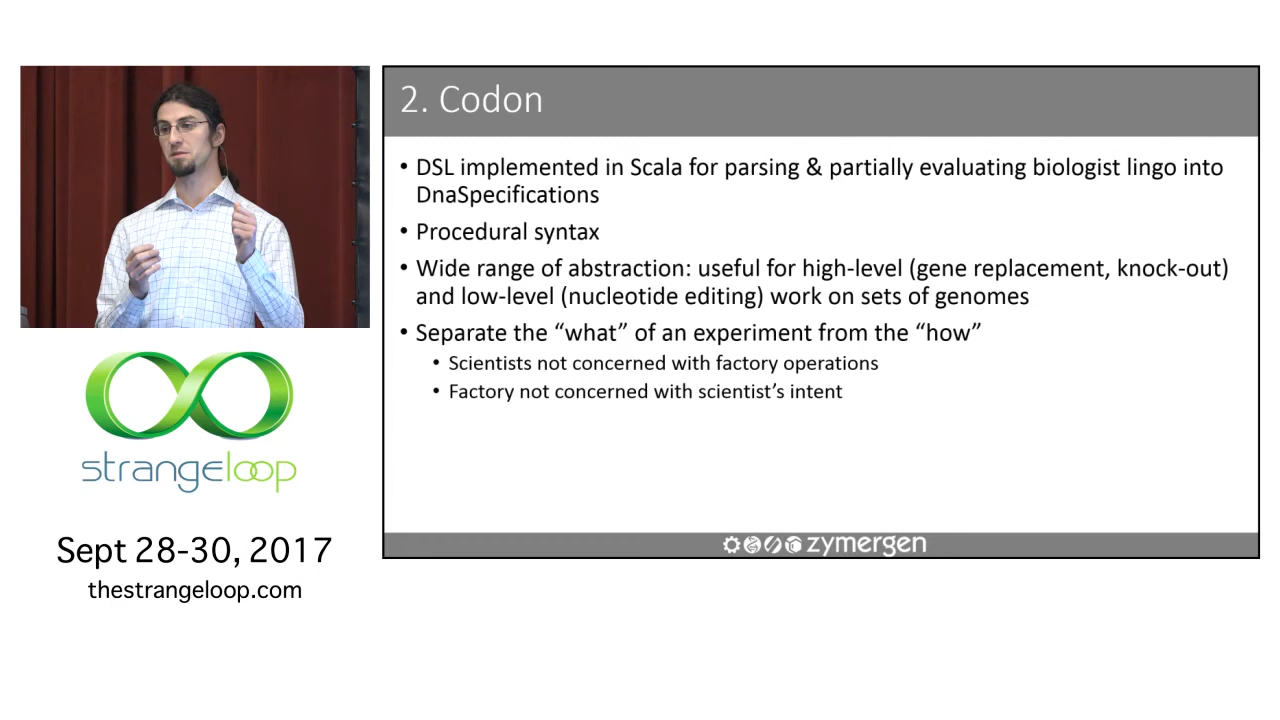 2. Codon
• DSL implemented in Scala for parsing & partially evaluating biologist lingo into
DnaSpecifications
• Procedural syntax
• Wide range of abstraction: useful for high-level (gene replacement, knock-out)
and low-level (nucleotide editing) work on sets of genomes
• Separate the “what” of an experiment from the “how”
• Scientists not concerned with factory operations
• Factory not concerned with scientist’s intent
zymergen
strangeloop
Sept 28-30, 2017
thestrangeloop.com